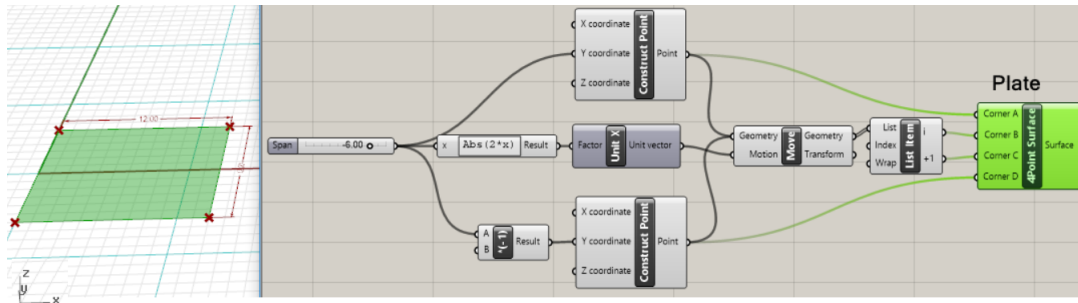 12.00
z
y
x
Span
-6.00
x
Abs(2*x)
Result
X coordinate
Y coordinate
Z coordinate
Construct Point
Point
Factor
Unit X
Unit vector
A
B
*(-1)
Result
X coordinate
Y coordinate
Z coordinate
Construct Point
Point
Geometry
Motion
Move
Geometry
Transform
List
Index
Wrap
List Item
i
+1
Plate
Corner A
Corner B
Corner C
Corner D
4Point Surface
Surface